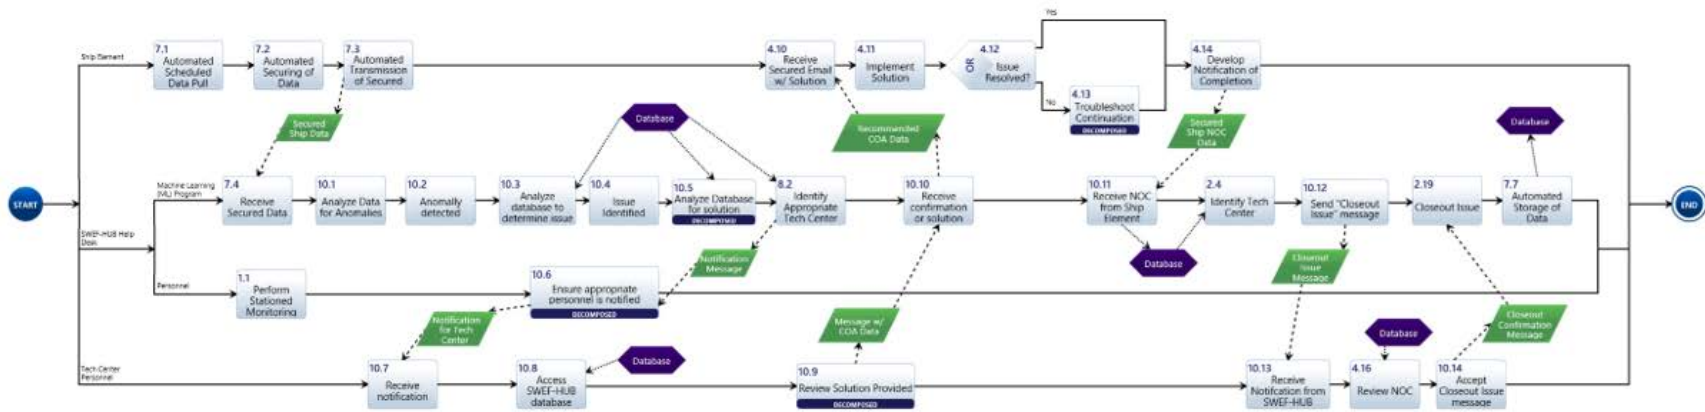 Yes
Ship Element
7.1
Automated
Scheduled
Data Pull
7.2
Automated
Securing of
Data
7.3
Automated
Transmission
of Secured
4.10
Receive
Secured Email
w/ Solution
4.11
Implement
Solution
OR
4.12
Issue
Resolved?
4.14
Develop
Notification of
Completion
No
4.13
Troubleshoot
Continuation
DECOMPOSED
Secured
Ship Data
Database
Recommended
COA Data
Secured
Ship NOC
Data
Database
START
Machine Learning
(ML) Program
7.4
Receive
Secured Data
10.1
Analyze Data
for Anomalies
10.2
Anomally
detected
10.3
Analyze
database to
determine issue
10.4
Issue
Identified
10.5
Analyze Database
for solution
DECOMPOSED
8.2
Identify
Appropriate
Tech Center
10.10
Receive
confirmation
or solution
10.11
Receive NOC
from Ship
Element
2.4
Identify Tech
Center
10.12
Send "Closeout
Issue" message
2.19
Closeout Issue
7.7
Automated
Storage of
Data
END
SWEF-HUB Help
Desk
Notification
Message
Database
Closeout
Issue
Message
Personnel
1.1
Perform
Stationed
Monitoring
10.6
Ensure appropriate
personnel is notified
DECOMPOSED
Notification
for Tech
Center
Message w/
COA Data
Database
Closeout
Confirmation
Message
Tech Center
Personnel
10.7
Receive
notification
10.8
Access
SWEF-HUB
database
Database
10.9
Review Solution Provided
DECOMPOSED
10.13
Receive
Notifcation from
SWEF-HUB
4.16
Review NOC
10.14
Accept
Closeout Issue
message